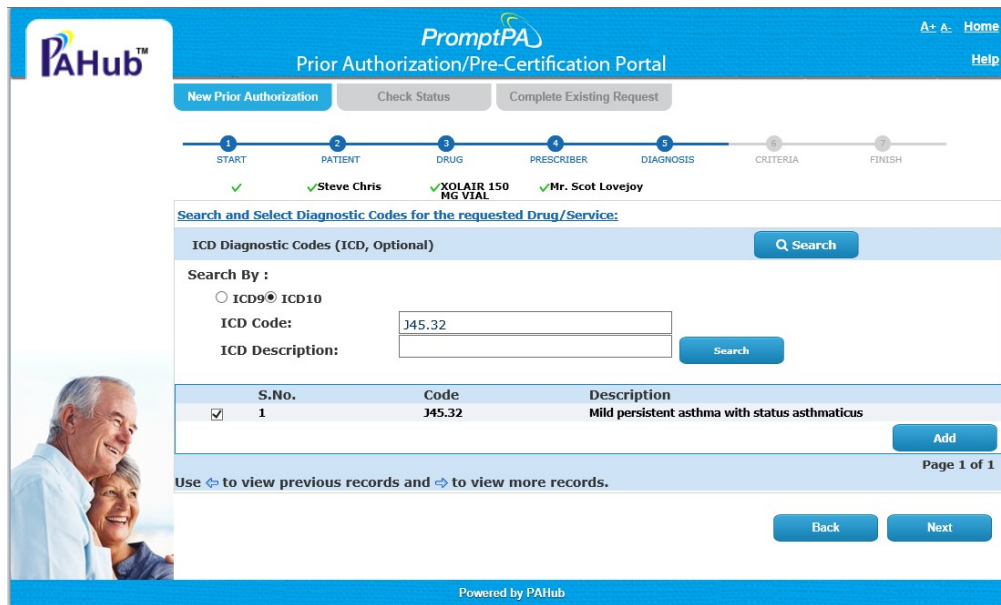 PAHub™
PromptPA
Prior Authorization/Pre-Certification Portal
A+ A- Home
Help
New Prior Authorization Check Status Complete Existing Request
1 2 3 4 5 6 7
START PATIENT DRUG PRESCRIBER DIAGNOSIS CRITERIA FINISH
Steve Chris XOLAIR 150 Mr. Scot Lovejoy
MG VIAL
Search and Select Diagnostic Codes for the requested Drug/Service:
ICD Diagnostic Codes (ICD, Optional) Search
Search By :
ICD9 ICD10
ICD Code: J45.32
ICD Description: Search
S.No. Code Description
1 J45.32 Mild persistent asthma with status asthmaticus
Add
Page 1 of 1
Use ⇦ to view previous records and ⇨ to view more records.
Back Next
Powered by PAHub